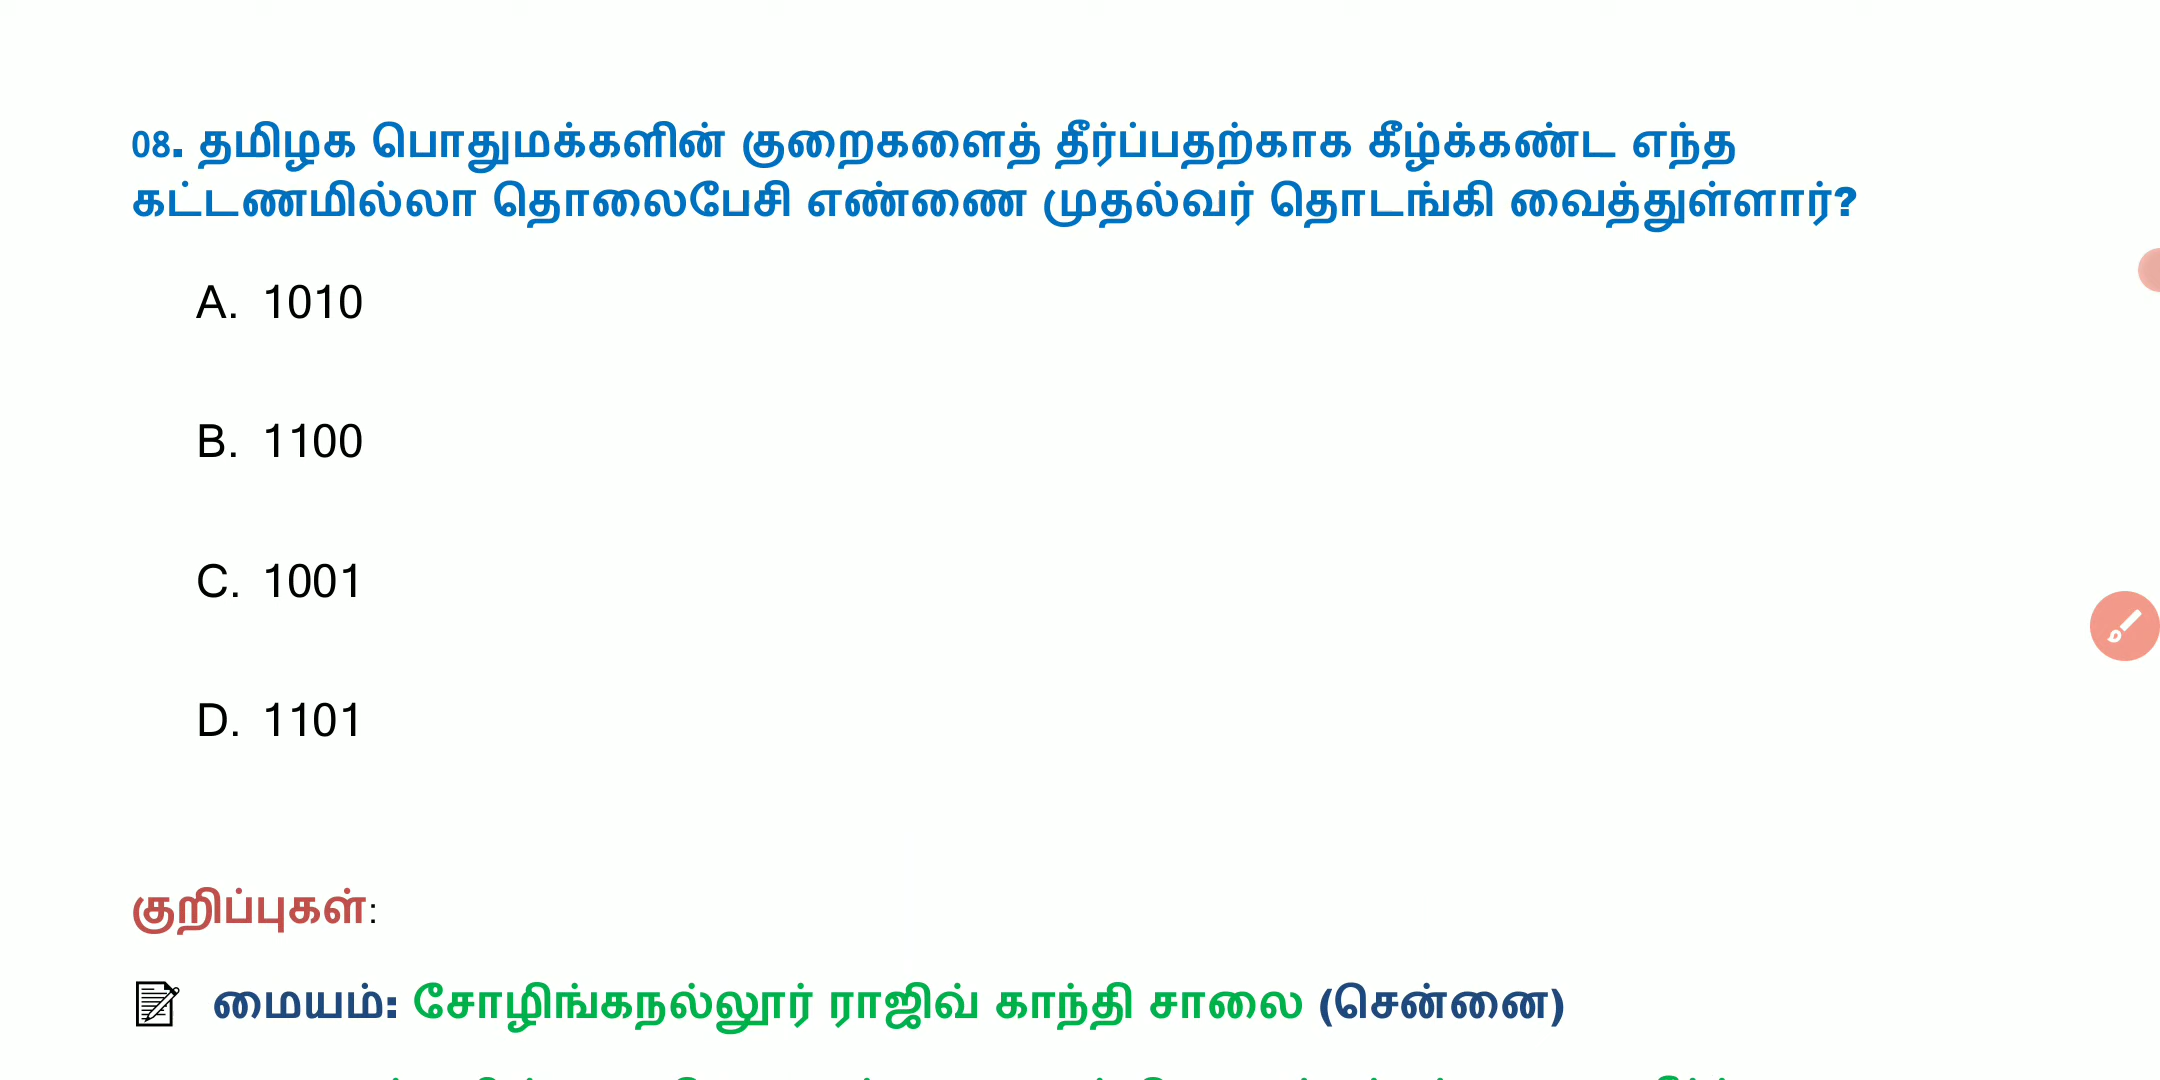 08. தமிழக பொதுமக்களின் குறைகளைத் தீர்ப்பதற்காக கீழ்க்கண்ட எந்த
கட்டணமில்லா தொலைபேசி எண்ணை முதல்வர் தொடங்கி வைத்துள்ளார்?
A. 1010
B. 1100
C. 1001
D. 1101
குறிப்புகள்:
மையம்: சோழிங்கநல்லூர் ராஜிவ் காந்தி சாலை (சென்னை)